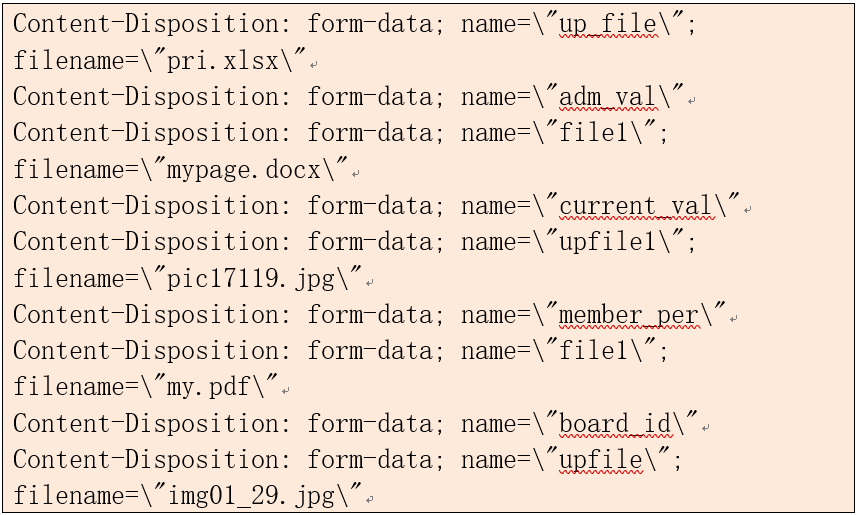 Content-Disposition: form-data; name=\"up_file\";
filename=\"pri.xlsx\"
Content-Disposition: form-data; name=\"adm_val\"
Content-Disposition: form-data; name=\"file1\";
filename=\"mypage.docx\"
Content-Disposition: form-data; name=\"current_val\"
Content-Disposition: form-data; name=\"upfile1\";
filename=\"pic17119.jpg\"
Content-Disposition: form-data; name=\"member_per\"
Content-Disposition: form-data; name=\"file1\";
filename=\"my.pdf\"
Content-Disposition: form-data; name=\"board_id\"
Content-Disposition: form-data; name=\"upfile\";
filename=\"img01_29.jpg\"